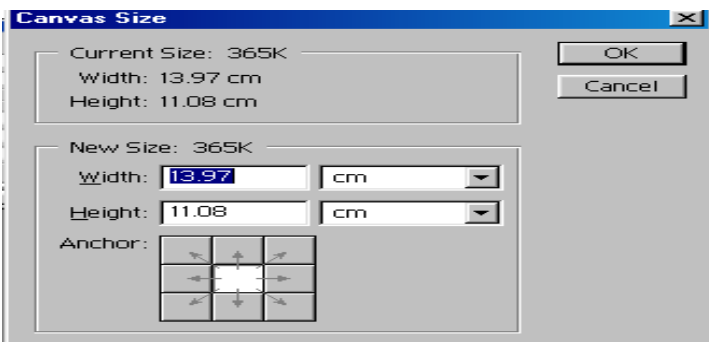 Canvas Size
Current Size: 365K
OK
Width: 13.97 cm
Cancel
Height: 11.08 cm
New Size: 365K
Width: 13.97 cm
Height: 11.08 cm
Anchor: